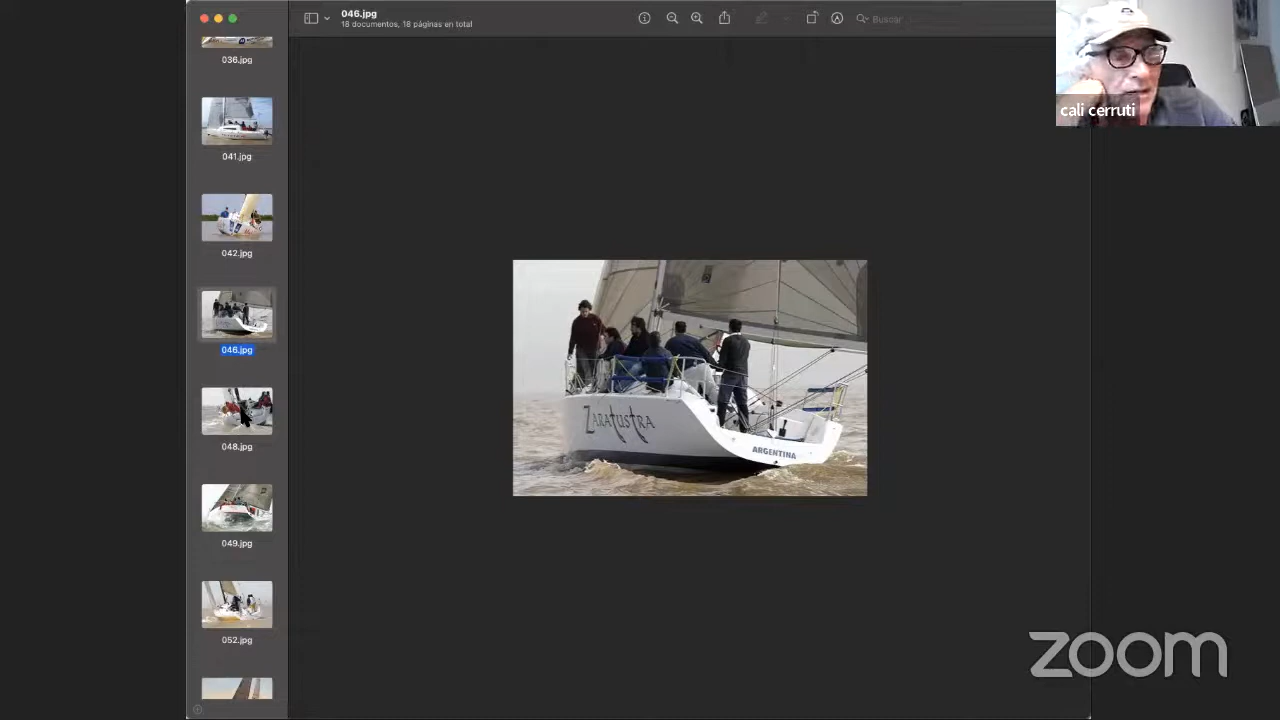 046.jpg
18 documentos, 18 páginas en total
Buscar
cali cerruti
036.jpg
041.jpg
042.jpg
046.jpg
048.jpg
049.jpg
052.jpg
ZARATUSTRA
ARGENTINA
zoom